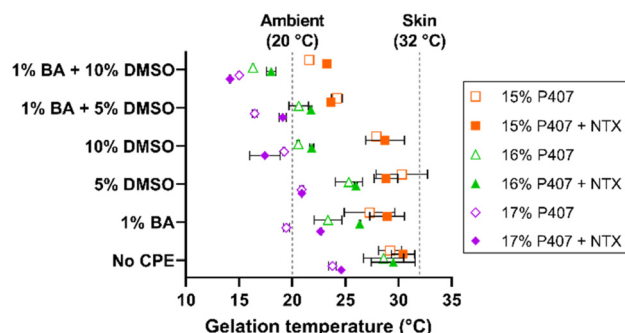 Ambient
(20 °C)
Skin
(32 °C)
1% BA + 10% DMSO
1% BA + 5% DMSO
10% DMSO
5% DMSO
1% BA
No CPE
10 15 20 25 30 35
Gelation temperature (°C)
15% P407
15% P407 + NTX
16% P407
16% P407 + NTX
17% P407
17% P407 + NTX